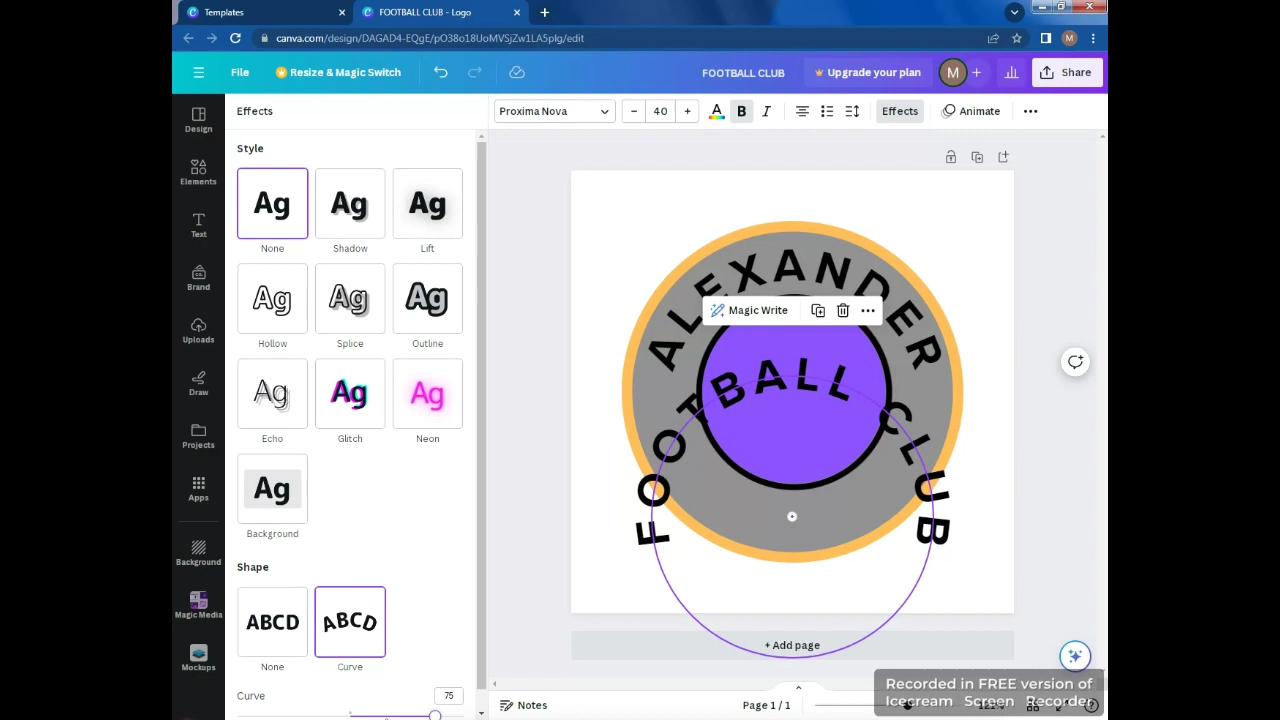 Templates
FOOTBALL CLUB - Logo
canva.com/design/DAGAD4-EQgE/pO38o18UoMVSjZw1LA5plg/edit
M
File
Resize & Magic Switch
FOOTBALL CLUB
Upgrade your plan
M
Share
Design
Elements
Text
Brand
Uploads
Draw
Projects
Apps
Background
Magic Media
Mockups
Effects
Style
Ag
Ag
Ag
None
Shadow
Lift
Ag
Ag
Ag
Hollow
Splice
Outline
Ag
Ag
Ag
Echo
Glitch
Neon
Ag
Background
Shape
ABCD
ABCD
None
Curve
Curve
75
Proxima Nova
40
A
B
I
Effects
Animate
ALEXANDER
Magic Write
FOOTBALL CLUB
+ Add page
Notes
Page 1 / 1
Recorded in FREE version of
Icecream Screen Recorder